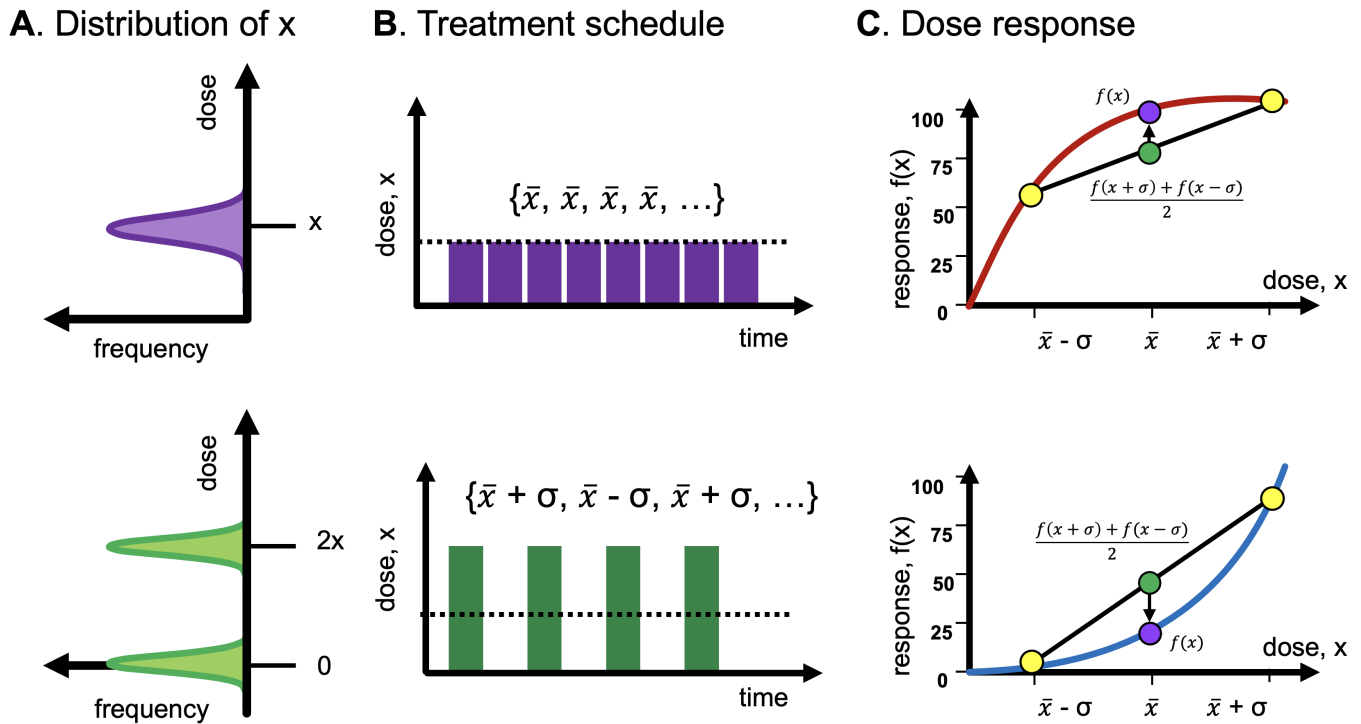 A. Distribution of x
dose
x
frequency
dose
2x
0
frequency
B. Treatment schedule
dose, x
{x̄, x̄, x̄, x̄, …}
time
dose, x
{x̄ + σ, x̄ - σ, x̄ + σ, …}
time
C. Dose response
response, f(x)
100
75
50
25
0
f(x)
f(x + σ) + f(x − σ)
2
dose, x
x̄ - σ x̄ x̄ + σ
response, f(x)
100
75
50
25
0
f(x + σ) + f(x − σ)
2
f(x)
dose, x
x̄ - σ x̄ x̄ + σ